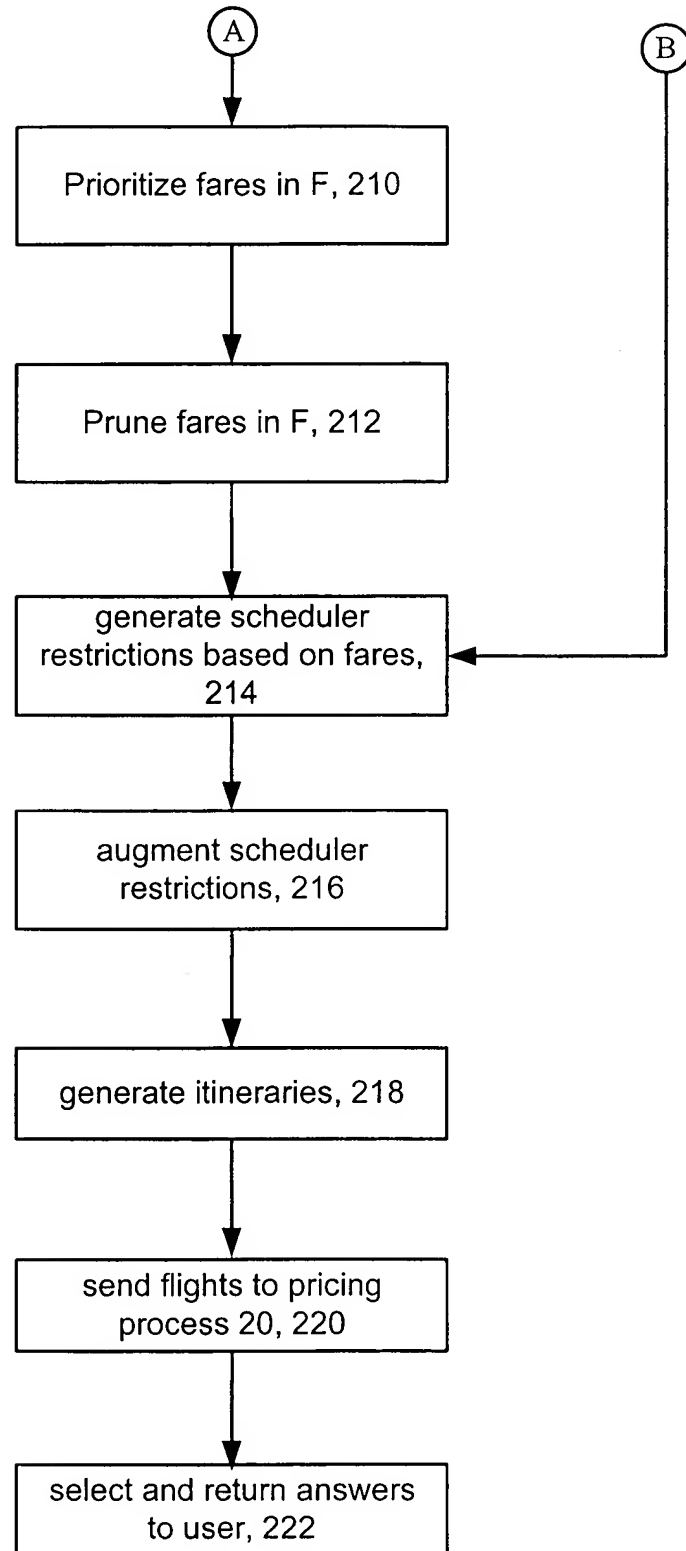 A
B
Prioritize fares in F, 210
Prune fares in F, 212
generate scheduler
restrictions based on fares,
214
augment scheduler
restrictions, 216
generate itineraries, 218
send flights to pricing
process 20, 220
select and return answers
to user, 222